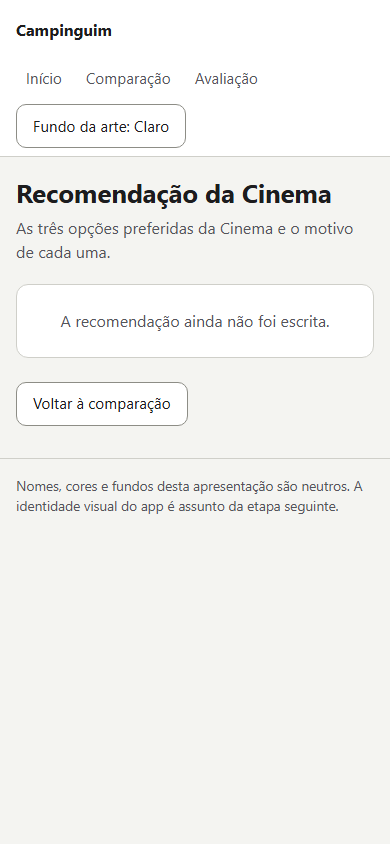 Campinguim
Início Comparação Avaliação
Fundo da arte: Claro
Recomendação da Cinema
As três opções preferidas da Cinema e o motivo
de cada uma.
A recomendação ainda não foi escrita.
Voltar à comparação
Nomes, cores e fundos desta apresentação são neutros. A
identidade visual do app é assunto da etapa seguinte.